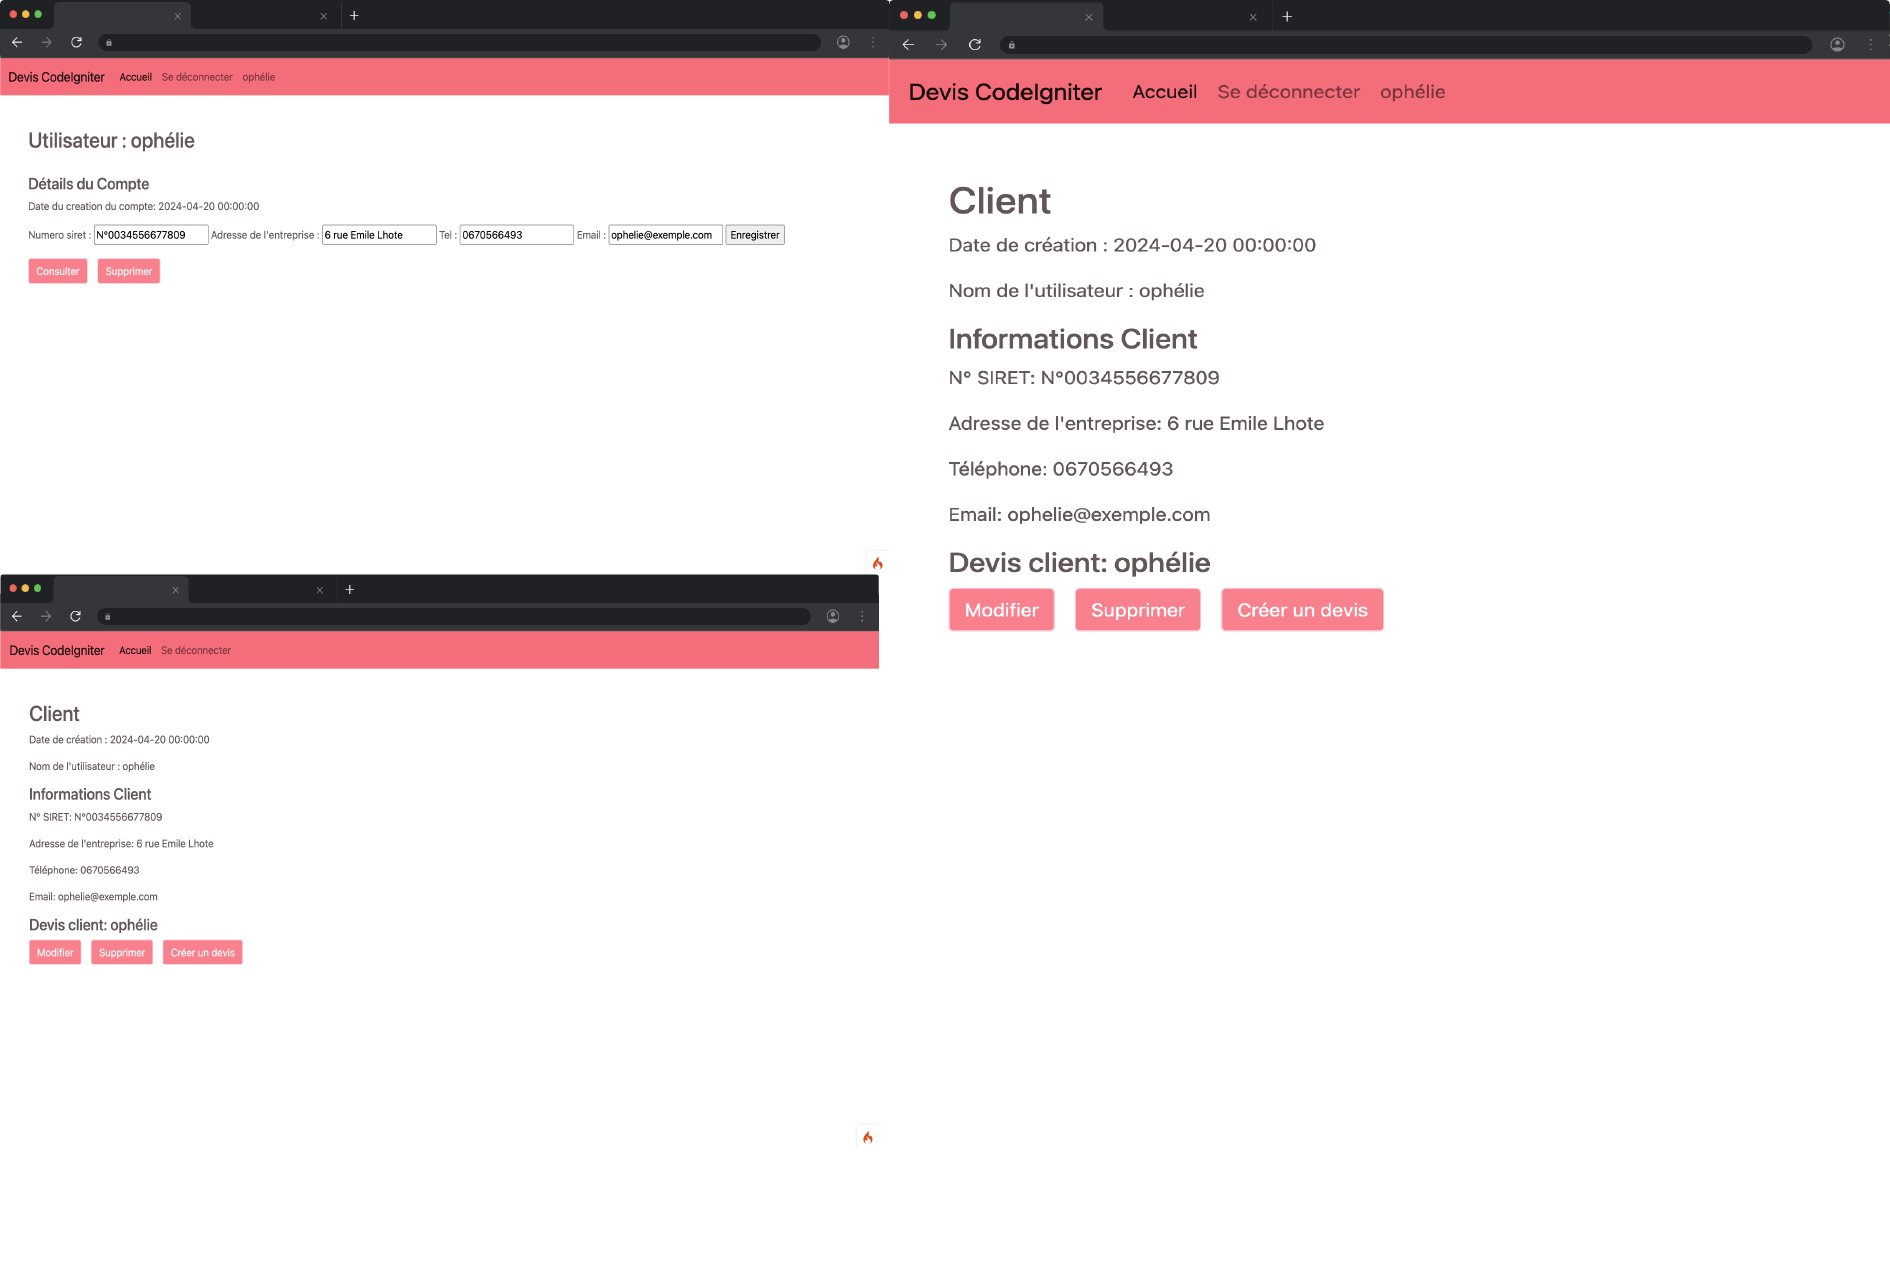 Devis CodeIgniter Accueil Se déconnecter ophélie
Utilisateur : ophélie
Détails du Compte
Date du creation du compte: 2024-04-20 00:00:00
Numero siret : N°0034556677809 Adresse de l'entreprise : 6 rue Emile Lhote Tel : 0670566493 Email : ophelie@exemple.com Enregistrer
Consulter Supprimer
Devis CodeIgniter Accueil Se déconnecter
Client
Date de création : 2024-04-20 00:00:00
Nom de l'utilisateur : ophélie
Informations Client
N° SIRET: N°0034556677809
Adresse de l'entreprise: 6 rue Emile Lhote
Téléphone: 0670566493
Email: ophelie@exemple.com
Devis client: ophélie
Modifier Supprimer Créer un devis
Devis CodeIgniter Accueil Se déconnecter ophélie
Client
Date de création : 2024-04-20 00:00:00
Nom de l'utilisateur : ophélie
Informations Client
N° SIRET: N°0034556677809
Adresse de l'entreprise: 6 rue Emile Lhote
Téléphone: 0670566493
Email: ophelie@exemple.com
Devis client: ophélie
Modifier Supprimer Créer un devis